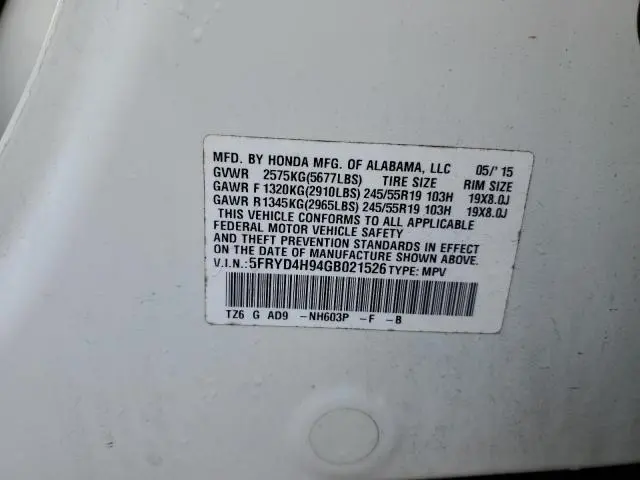 MFD. BY HONDA MFG. OF ALABAMA, LLC 05/'15
GVWR 2575KG(5677LBS) TIRE SIZE RIM SIZE
GAWR F 1320KG(2910LBS) 245/55R19 103H 19X8.0J
GAWR R 1345KG(2965LBS) 245/55R19 103H 19X8.0J
THIS VEHICLE CONFORMS TO ALL APPLICABLE
FEDERAL MOTOR VEHICLE SAFETY
AND THEFT PREVENTION STANDARDS IN EFFECT
ON THE DATE OF MANUFACTURE SHOWN ABOVE.
V.I.N.:5FRYD4H94GB021526 TYPE: MPV
TZ6 G AD9 -NH603P -F -B